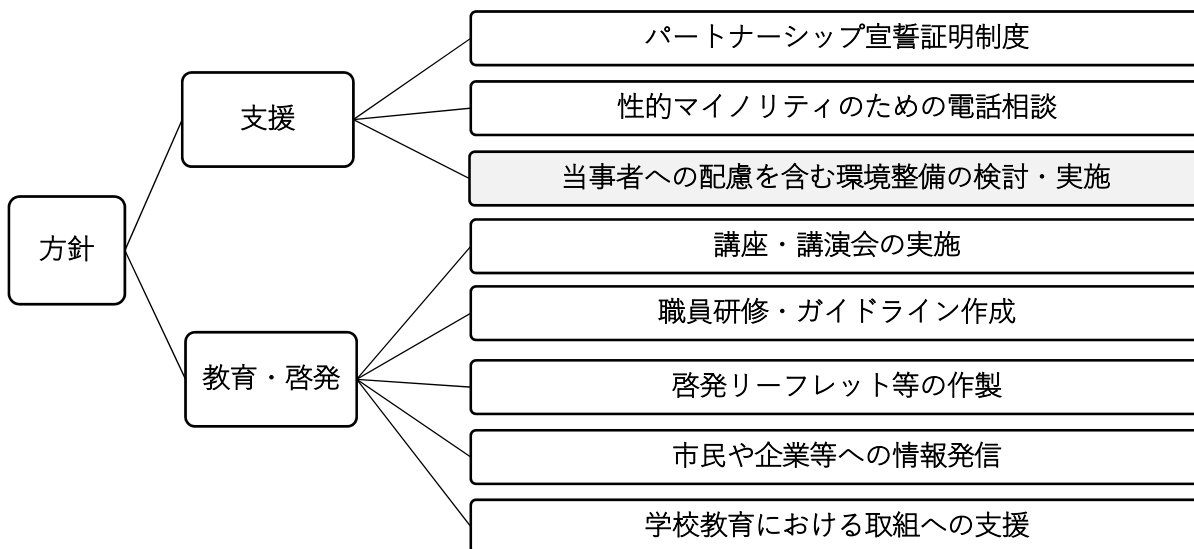 方針
支援
パートナーシップ宣誓証明制度
性的マイノリティのための電話相談
当事者への配慮を含む環境整備の検討・実施
教育・啓発
講座・講演会の実施
職員研修・ガイドライン作成
啓発リーフレット等の作製
市民や企業等への情報発信
学校教育における取組への支援